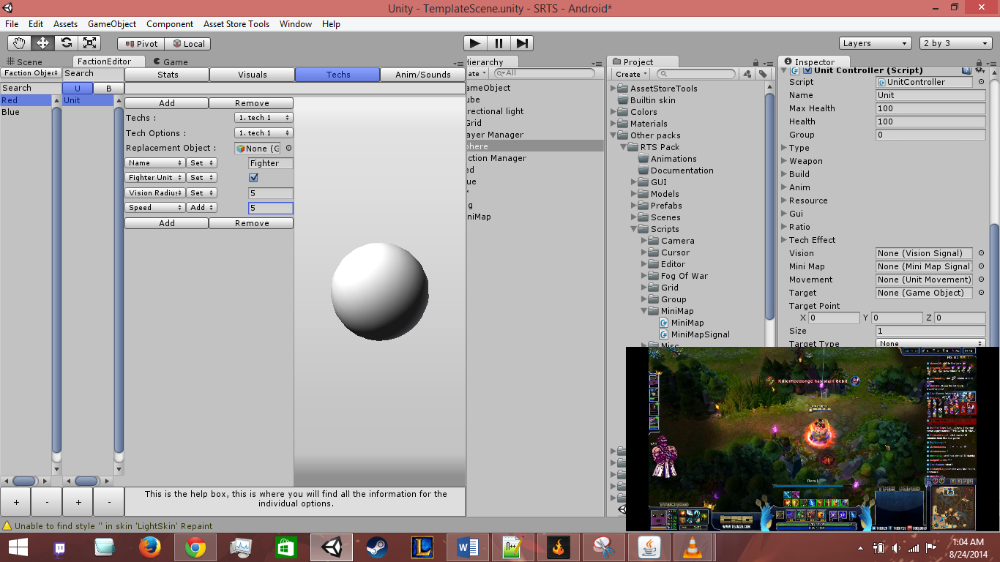 Unity - TemplateScene.unity - SRTS - Android*
File Edit Assets GameObject Component Asset Store Tools Window Help
Pivot Local Layers 2 by 3
Scene FactionEditor Game
Faction Objec Search
Stats Visuals Techs Anim/Sounds
Search U B
Red Unit
Blue
Add Remove
Techs : 1. tech 1
Tech Options : 1. tech 1
Replacement Object : None (G
Name Set Fighter
Fighter Unit Set
Vision Radius Set 5
Speed Add 5
Add Remove
+ - + -
This is the help box, this is where you will find all the information for the
individual options.
Unable to find style '' in skin 'LightSkin' Repaint
Hierarchy
ate All
ameObject
ube
irectional light
Grid
layer Manager
phere
ction Manager
ed
ue
g
niMap
Project
Create
AssetStoreTools
Builtin skin
Colors
Materials
Other packs
RTS Pack
Animations
Documentation
GUI
Models
Prefabs
Scenes
Scripts
Camera
Cursor
Editor
Fog Of War
Grid
Group
MiniMap
MiniMap
MiniMapSignal
Misc
Inspector
Unit Controller (Script)
Script UnitController
Name Unit
Max Health 100
Health 100
Group 0
Type
Weapon
Build
Anim
Resource
Gui
Ratio
Tech Effect
Vision None (Vision Signal)
Mini Map None (Mini Map Signal
Movement None (Unit Movement)
Target None (Game Object)
Target Point
X 0 Y 0 Z 0
Size 1
Target Type None
Recall
WWW.TEAM2G.COM
1:04 AM
8/24/2014